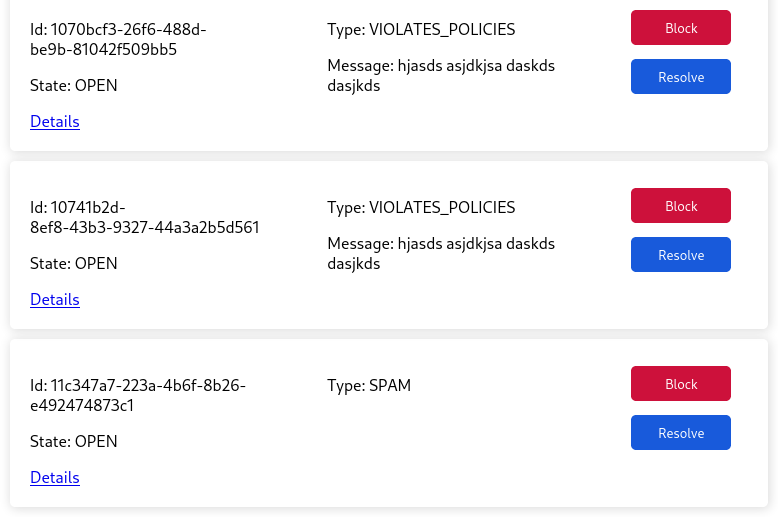 Id: 1070bcf3-26f6-488d-
be9b-81042f509bb5
State: OPEN
Details
Type: VIOLATES_POLICIES
Message: hjasds asjdkjsa daskds
dasjkds
Block
Resolve
Id: 10741b2d-
8ef8-43b3-9327-44a3a2b5d561
State: OPEN
Details
Type: VIOLATES_POLICIES
Message: hjasds asjdkjsa daskds
dasjkds
Block
Resolve
Id: 11c347a7-223a-4b6f-8b26-
e492474873c1
State: OPEN
Details
Type: SPAM
Block
Resolve